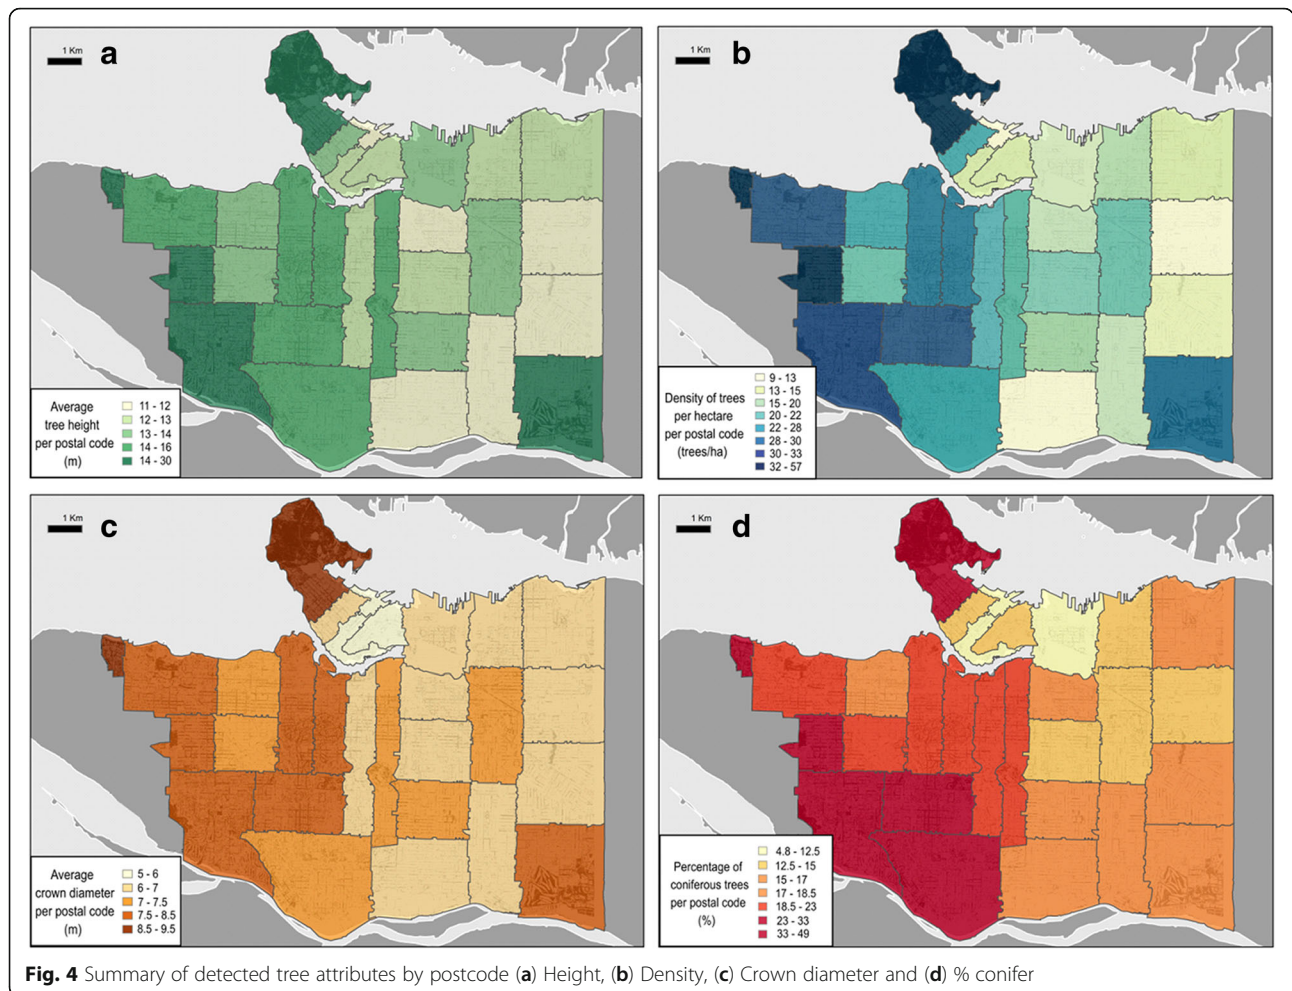 1 Km
a
Average
tree height
per postal code
(m)
11 - 12
12 - 13
13 - 14
14 - 16
14 - 30
1 Km
b
Density of trees
per hectare
per postal code
(trees/ha)
9 - 13
13 - 15
15 - 20
20 - 22
22 - 28
28 - 30
30 - 33
32 - 57
1 Km
c
Average
crown diameter
per postal code
(m)
5 - 6
6 - 7
7 - 7.5
7.5 - 8.5
8.5 - 9.5
1 Km
d
Percentage of
coniferous trees
per postal code
(%)
4.8 - 12.5
12.5 - 15
15 - 17
17 - 18.5
18.5 - 23
23 - 33
33 - 49
Fig. 4 Summary of detected tree attributes by postcode (a) Height, (b) Density, (c) Crown diameter and (d) % conifer